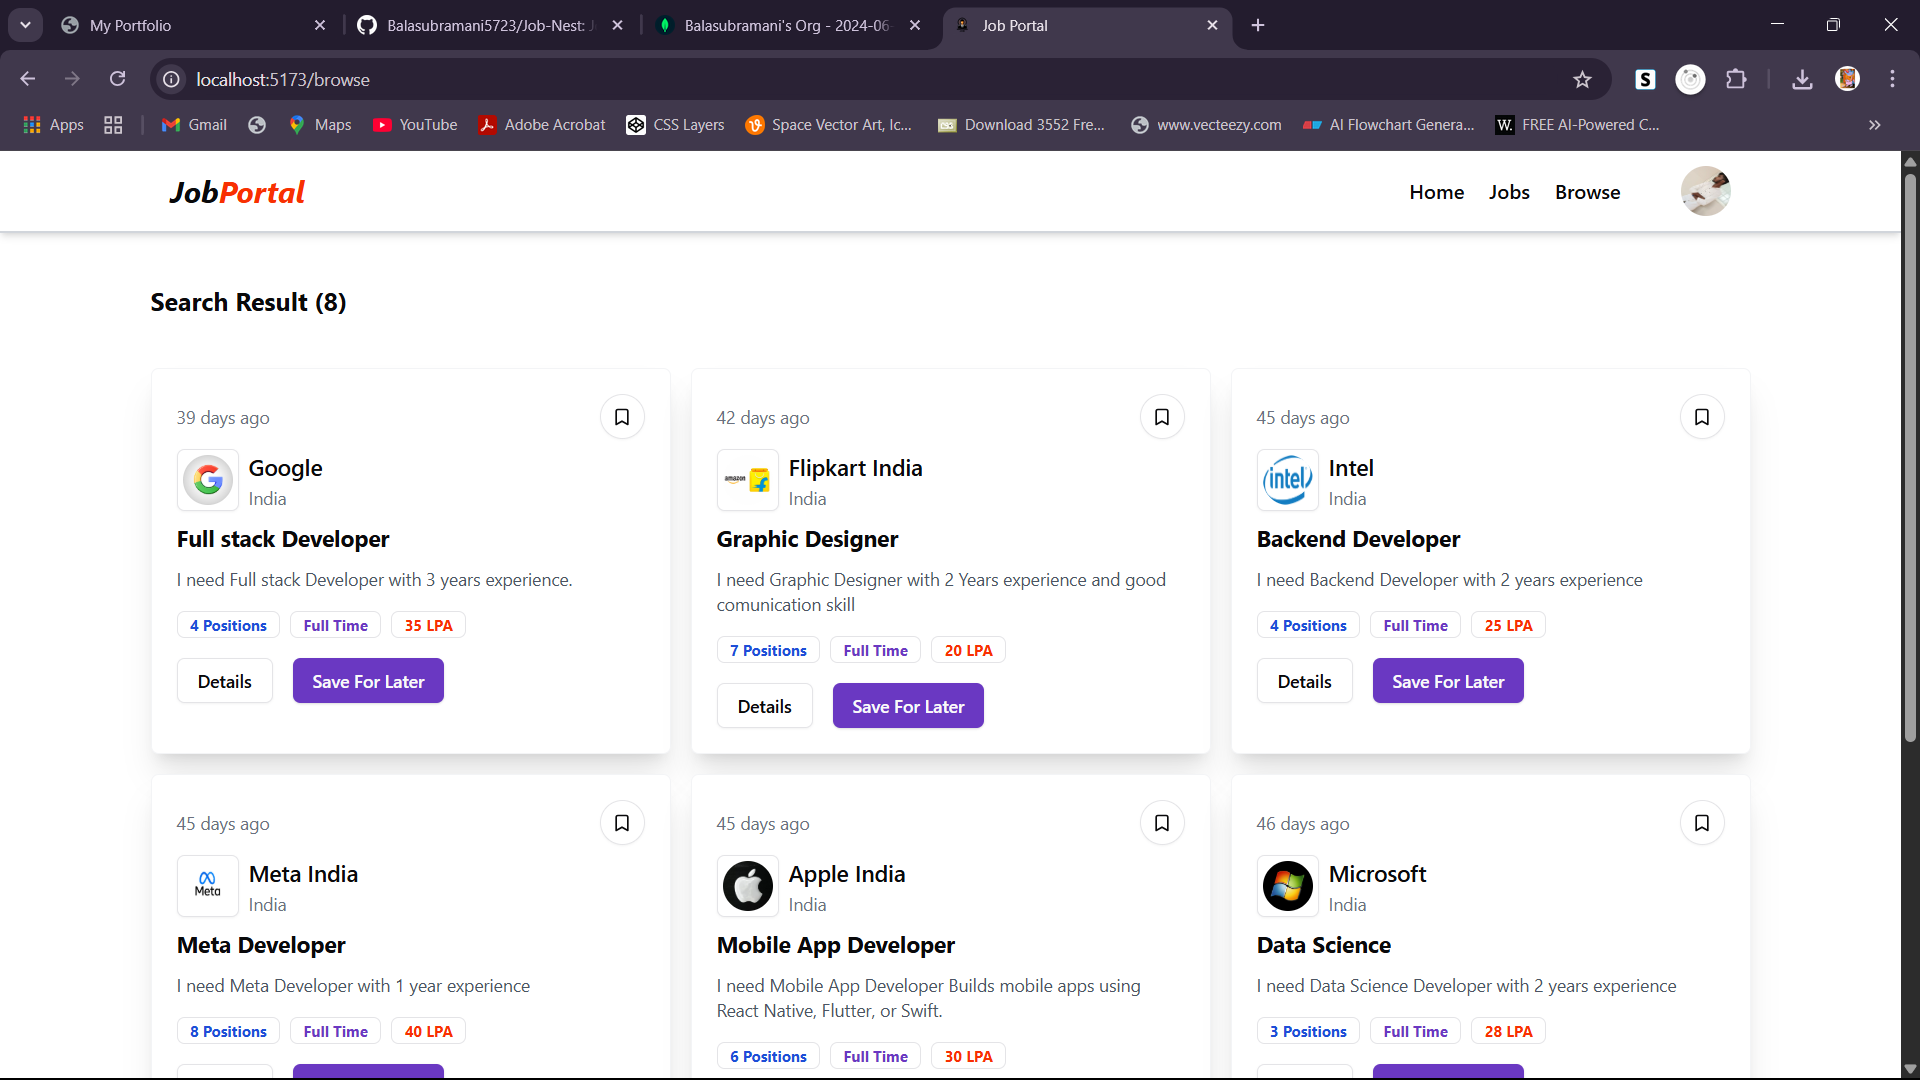 My Portfolio
Balasubramani5723/Job-Nest: J
Balasubramani's Org - 2024-06-
Job Portal
localhost:5173/browse
Apps
Gmail
Maps
YouTube
Adobe Acrobat
CSS Layers
Space Vector Art, Ic...
Download 3552 Fre...
www.vecteezy.com
AI Flowchart Genera...
W.
FREE AI-Powered C...
JobPortal
Home
Jobs
Browse
Search Result (8)
39 days ago
Google
India
Full stack Developer
I need Full stack Developer with 3 years experience.
4 Positions
Full Time
35 LPA
Details
Save For Later
42 days ago
amazon
Flipkart India
India
Graphic Designer
I need Graphic Designer with 2 Years experience and good
comunication skill
7 Positions
Full Time
20 LPA
Details
Save For Later
45 days ago
intel
Intel
India
Backend Developer
I need Backend Developer with 2 years experience
4 Positions
Full Time
25 LPA
Details
Save For Later
45 days ago
Meta
Meta India
India
Meta Developer
I need Meta Developer with 1 year experience
8 Positions
Full Time
40 LPA
45 days ago
Apple India
India
Mobile App Developer
I need Mobile App Developer Builds mobile apps using
React Native, Flutter, or Swift.
6 Positions
Full Time
30 LPA
46 days ago
Microsoft
India
Data Science
I need Data Science Developer with 2 years experience
3 Positions
Full Time
28 LPA